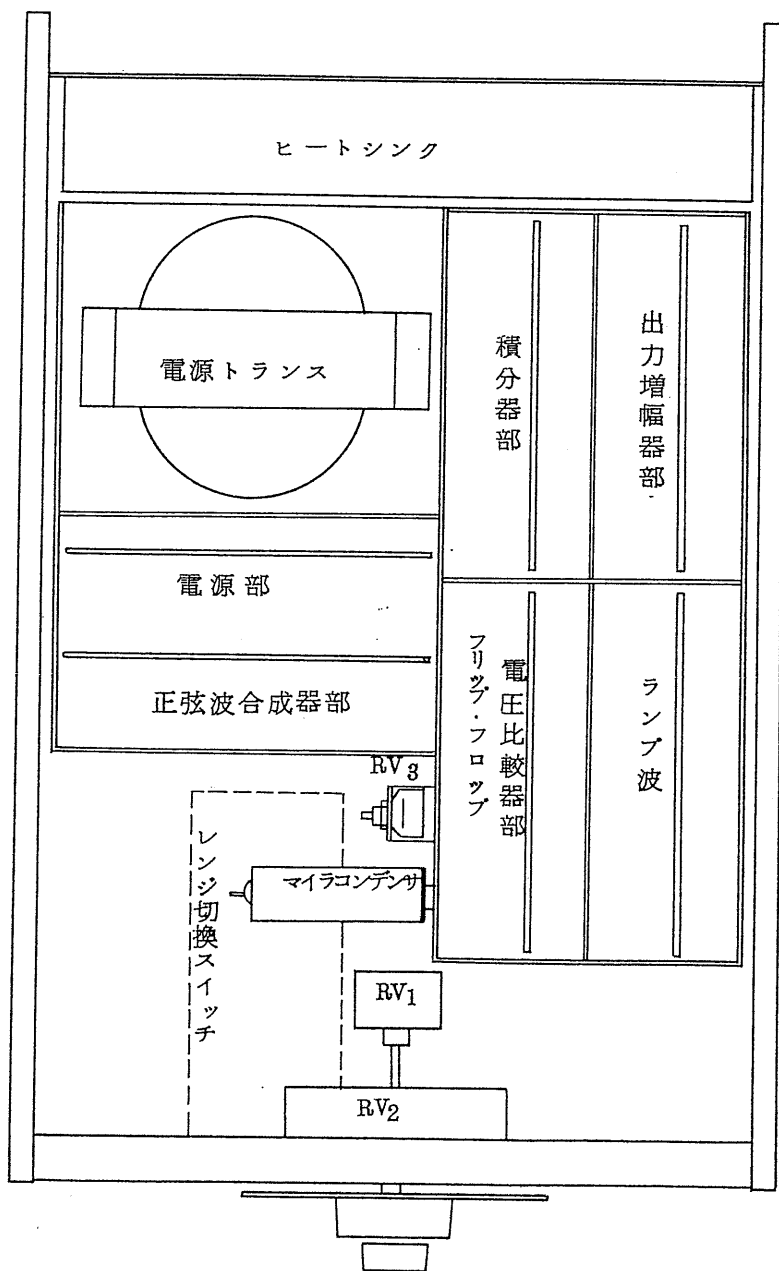 ヒートシンク
電源トランス
積分器部
出力増幅器部
電源部
正弦波合成器部
フリップ・フロップ
電圧比較器部
ランプ波
RV3
レンジ切換スイッチ
マイラコンデンサ
RV1
RV2